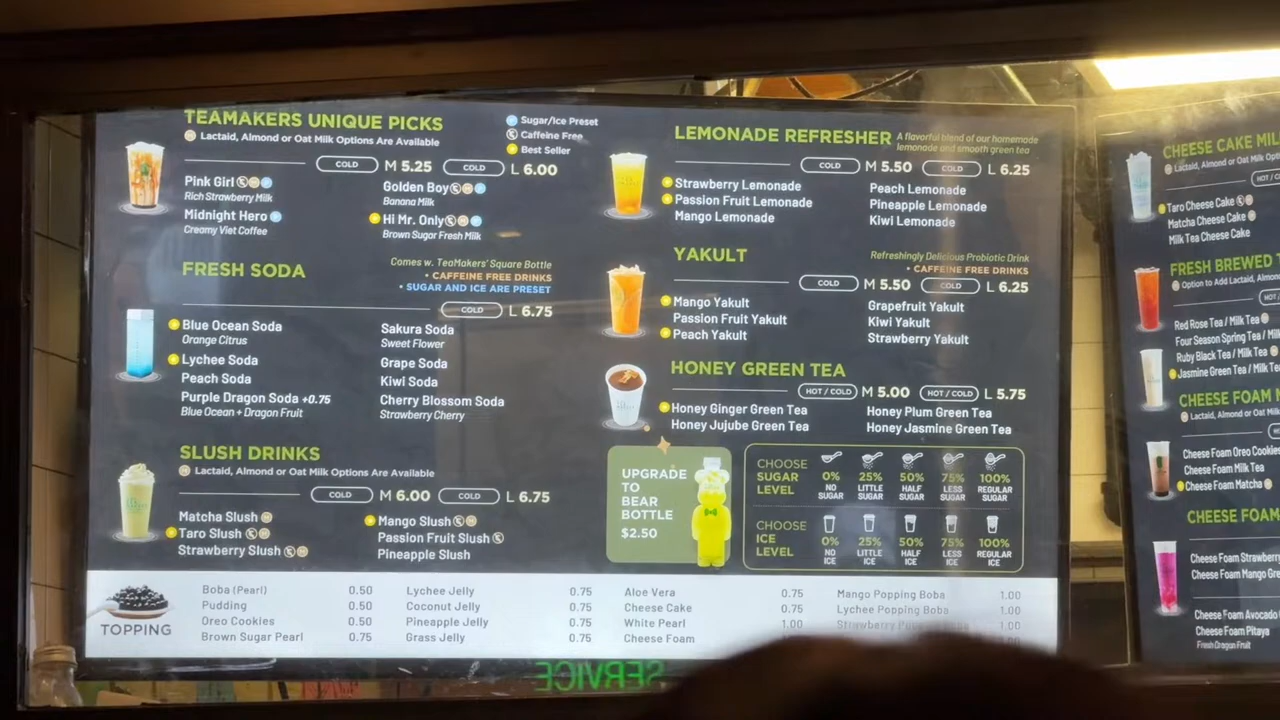 TEAMAKERS UNIQUE PICKS
Lactaid, Almond or Oat Milk Options Are Available
Sugar/Ice Preset
Caffeine Free
Best Seller
COLD M 5.25 COLD L 6.00
Pink Girl
Rich Strawberry Milk
Midnight Hero
Creamy Viet Coffee
Golden Boy
Banana Milk
Hi Mr. Only
Brown Sugar Fresh Milk
FRESH SODA
Comes w. TeaMakers' Square Bottle
• CAFFEINE FREE DRINKS
• SUGAR AND ICE ARE PRESET
COLD L 6.75
Blue Ocean Soda
Orange Citrus
Lychee Soda
Peach Soda
Purple Dragon Soda +0.75
Blue Ocean + Dragon Fruit
Sakura Soda
Sweet Flower
Grape Soda
Kiwi Soda
Cherry Blossom Soda
Strawberry Cherry
SLUSH DRINKS
Lactaid, Almond or Oat Milk Options Are Available
COLD M 6.00 COLD L 6.75
Matcha Slush
Taro Slush
Strawberry Slush
Mango Slush
Passion Fruit Slush
Pineapple Slush
LEMONADE REFRESHER
A flavorful blend of our homemade
lemonade and smooth green tea
COLD M 5.50 COLD L 6.25
Strawberry Lemonade
Passion Fruit Lemonade
Mango Lemonade
Peach Lemonade
Pineapple Lemonade
Kiwi Lemonade
YAKULT
Refreshingly Delicious Probiotic Drink
• CAFFEINE FREE DRINKS
COLD M 5.50 COLD L 6.25
Mango Yakult
Passion Fruit Yakult
Peach Yakult
Grapefruit Yakult
Kiwi Yakult
Strawberry Yakult
HONEY GREEN TEA
HOT / COLD M 5.00 HOT / COLD L 5.75
Honey Ginger Green Tea
Honey Jujube Green Tea
Honey Plum Green Tea
Honey Jasmine Green Tea
UPGRADE
TO
BEAR
BOTTLE
$2.50
CHOOSE
SUGAR
LEVEL
0% 25% 50% 75% 100%
NO SUGAR
LITTLE SUGAR
HALF SUGAR
LESS SUGAR
REGULAR SUGAR
CHOOSE
ICE
LEVEL
0% 25% 50% 75% 100%
NO ICE
LITTLE ICE
HALF ICE
LESS ICE
REGULAR ICE
TOPPING
Boba (Pearl) 0.50
Pudding 0.50
Oreo Cookies 0.50
Brown Sugar Pearl 0.75
Lychee Jelly 0.75
Coconut Jelly 0.75
Pineapple Jelly 0.75
Grass Jelly 0.75
Aloe Vera 0.75
Cheese Cake 0.75
White Pearl 1.00
Cheese Foam
Mango Popping Boba 1.00
Lychee Popping Boba 1.00
Strawberry 1.00
SERVICE
CHEESE CAKE
Lactaid, Almond or Oat Milk
HOT /
Taro Cheese Cake
Matcha Cheese Cake
Milk Tea Cheese Cake
FRESH BREWED
Option to Add Lactaid,
HOT
Red Rose Tea / Milk Tea
Four Season Spring Tea /
Ruby Black Tea / Milk Tea
Jasmine Green Tea / Milk Tea
CHEESE FOAM
Lactaid, Almond or Oat
Cheese Foam Oreo Cookies
Cheese Foam Milk Tea
Cheese Foam Matcha
CHEESE FOAM
Cheese Foam
Cheese Foam Mango
Cheese Foam Avocado
Cheese Foam Pitaya
Fresh Dragon Fruit